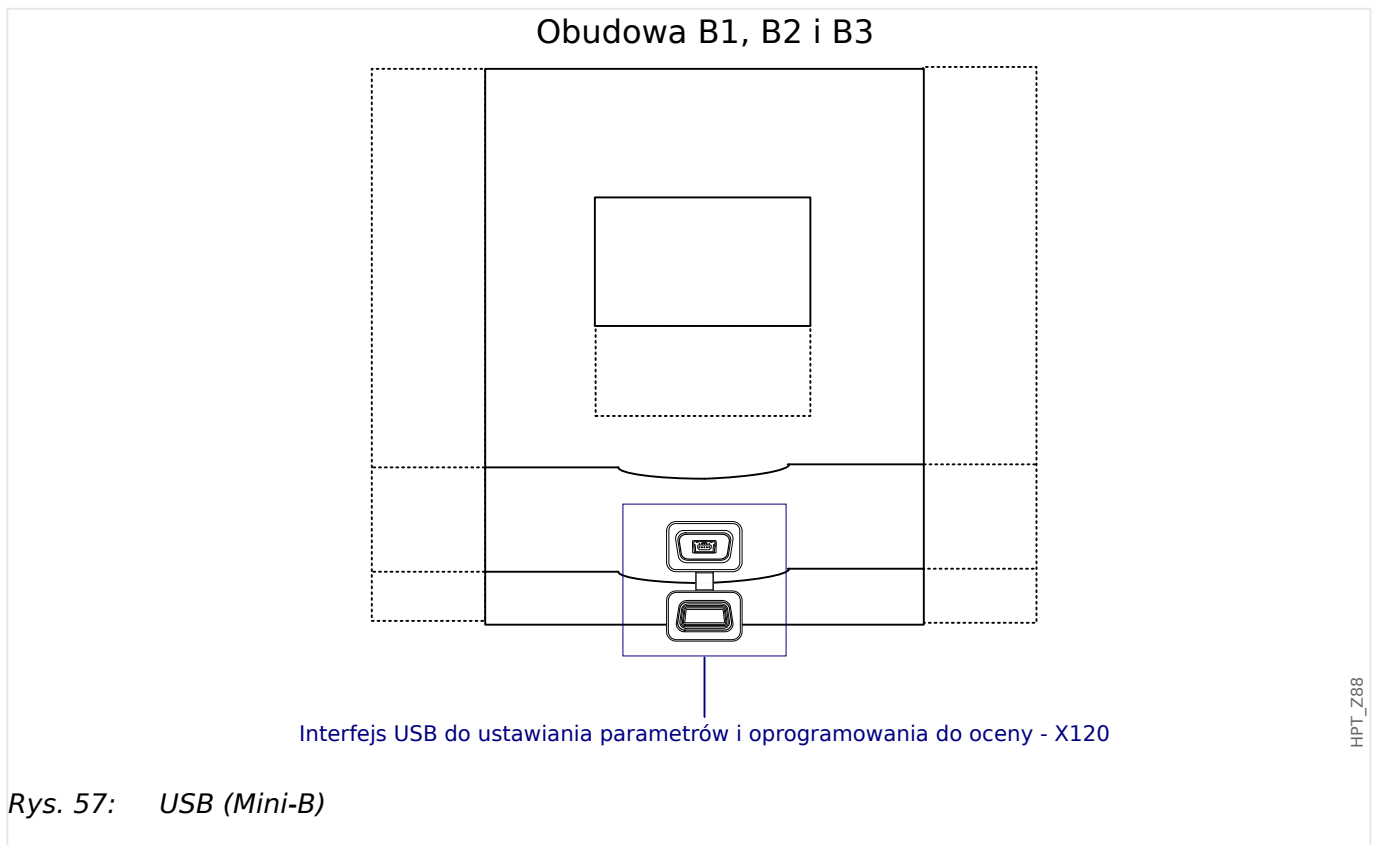 Obudowa B1, B2 i B3
Interfejs USB do ustawiania parametrów i oprogramowania do oceny - X120
HPT_Z88
Rys. 57: USB (Mini-B)